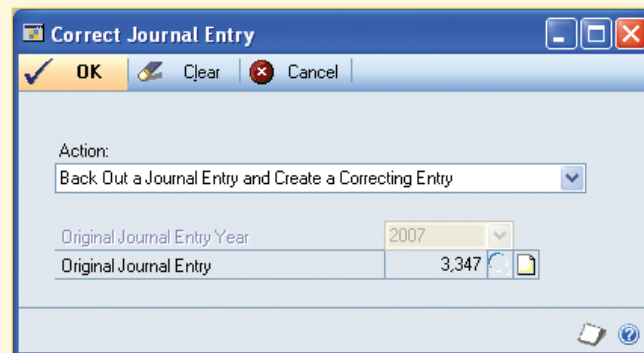 Correct Journal Entry
OK Clear Cancel
Action:
Back Out a Journal Entry and Create a Correcting Entry
Original Journal Entry Year 2007
Original Journal Entry 3,347